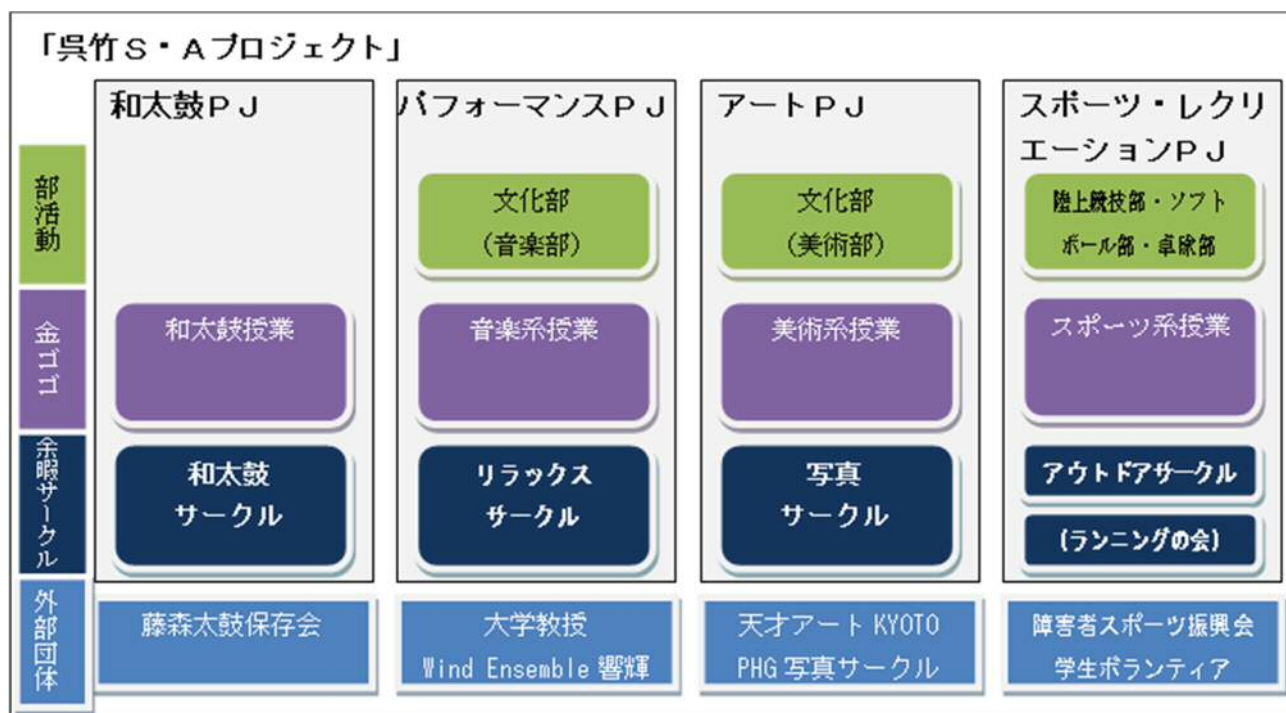 「呉竹Ｓ・Ａプロジェクト」
和太鼓ＰＪ
パフォーマンスＰＪ
アートＰＪ
スポーツ・レクリ
エーションＰＪ
部活動
文化部
（音楽部）
文化部
（美術部）
陸上競技部・ソフト
ボール部・卓球部
金ゴゴ
和太鼓授業
音楽系授業
美術系授業
スポーツ系授業
余暇サークル
和太鼓
サークル
リラックス
サークル
写真
サークル
アウトドアサークル
(ランニングの会)
外部団体
藤森太鼓保存会
大学教授
Wind Ensemble 響輝
天才アート KYOTO
PHG 写真サークル
障害者スポーツ振興会
学生ボランティア